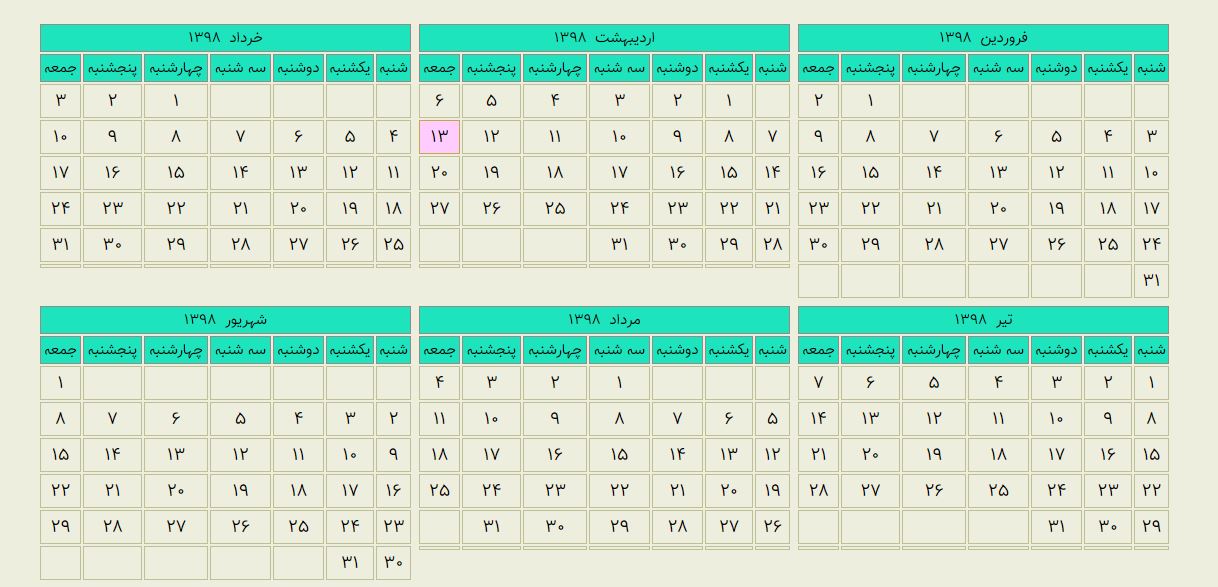 فروردین ۱۳۹۸
شنبه یکشنبه دوشنبه سه شنبه چهارشنبه پنجشنبه جمعه
۱ ۲
۳ ۴ ۵ ۶ ۷ ۸ ۹
۱۰ ۱۱ ۱۲ ۱۳ ۱۴ ۱۵ ۱۶
۱۷ ۱۸ ۱۹ ۲۰ ۲۱ ۲۲ ۲۳
۲۴ ۲۵ ۲۶ ۲۷ ۲۸ ۲۹ ۳۰
۳۱
اردیبهشت ۱۳۹۸
شنبه یکشنبه دوشنبه سه شنبه چهارشنبه پنجشنبه جمعه
۱ ۲ ۳ ۴ ۵ ۶
۷ ۸ ۹ ۱۰ ۱۱ ۱۲ ۱۳
۱۴ ۱۵ ۱۶ ۱۷ ۱۸ ۱۹ ۲۰
۲۱ ۲۲ ۲۳ ۲۴ ۲۵ ۲۶ ۲۷
۲۸ ۲۹ ۳۰ ۳۱
خرداد ۱۳۹۸
شنبه یکشنبه دوشنبه سه شنبه چهارشنبه پنجشنبه جمعه
۱ ۲ ۳
۴ ۵ ۶ ۷ ۸ ۹ ۱۰
۱۱ ۱۲ ۱۳ ۱۴ ۱۵ ۱۶ ۱۷
۱۸ ۱۹ ۲۰ ۲۱ ۲۲ ۲۳ ۲۴
۲۵ ۲۶ ۲۷ ۲۸ ۲۹ ۳۰ ۳۱
تیر ۱۳۹۸
شنبه یکشنبه دوشنبه سه شنبه چهارشنبه پنجشنبه جمعه
۱ ۲ ۳ ۴ ۵ ۶ ۷
۸ ۹ ۱۰ ۱۱ ۱۲ ۱۳ ۱۴
۱۵ ۱۶ ۱۷ ۱۸ ۱۹ ۲۰ ۲۱
۲۲ ۲۳ ۲۴ ۲۵ ۲۶ ۲۷ ۲۸
۲۹ ۳۰ ۳۱
مرداد ۱۳۹۸
شنبه یکشنبه دوشنبه سه شنبه چهارشنبه پنجشنبه جمعه
۱ ۲ ۳ ۴
۵ ۶ ۷ ۸ ۹ ۱۰ ۱۱
۱۲ ۱۳ ۱۴ ۱۵ ۱۶ ۱۷ ۱۸
۱۹ ۲۰ ۲۱ ۲۲ ۲۳ ۲۴ ۲۵
۲۶ ۲۷ ۲۸ ۲۹ ۳۰ ۳۱
شهریور ۱۳۹۸
شنبه یکشنبه دوشنبه سه شنبه چهارشنبه پنجشنبه جمعه
۱
۲ ۳ ۴ ۵ ۶ ۷ ۸
۹ ۱۰ ۱۱ ۱۲ ۱۳ ۱۴ ۱۵
۱۶ ۱۷ ۱۸ ۱۹ ۲۰ ۲۱ ۲۲
۲۳ ۲۴ ۲۵ ۲۶ ۲۷ ۲۸ ۲۹
۳۰ ۳۱